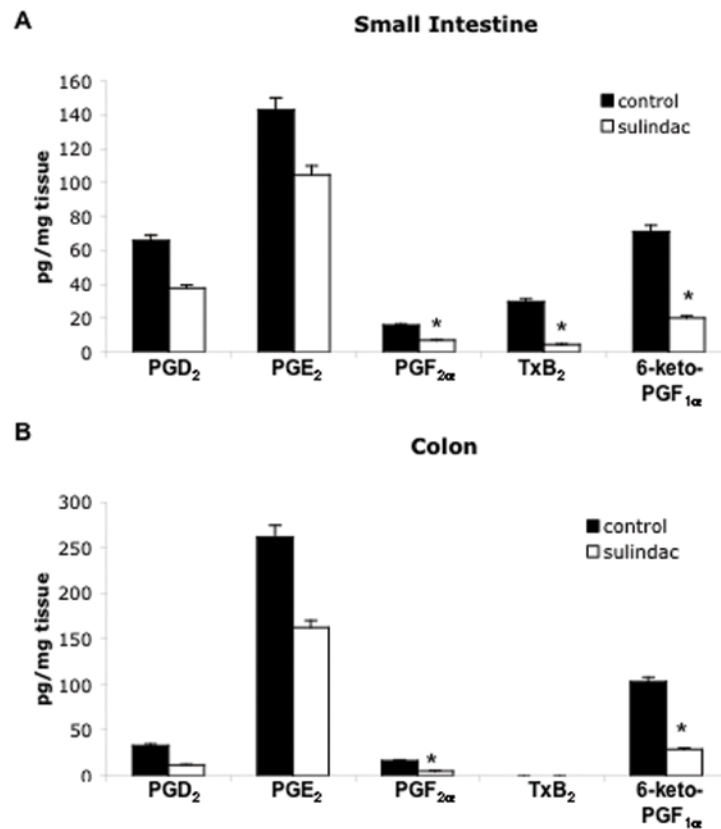 A
Small Intestine
160
140
120
100
80
60
40
20
0
pg/mg tissue
control
sulindac
*
*
*
PGD₂
PGE₂
PGF₂α
TxB₂
6-keto-
PGF₁α
B
Colon
300
250
200
150
100
50
0
pg/mg tissue
control
sulindac
*
*
PGD₂
PGE₂
PGF₂α
TxB₂
6-keto-
PGF₁α